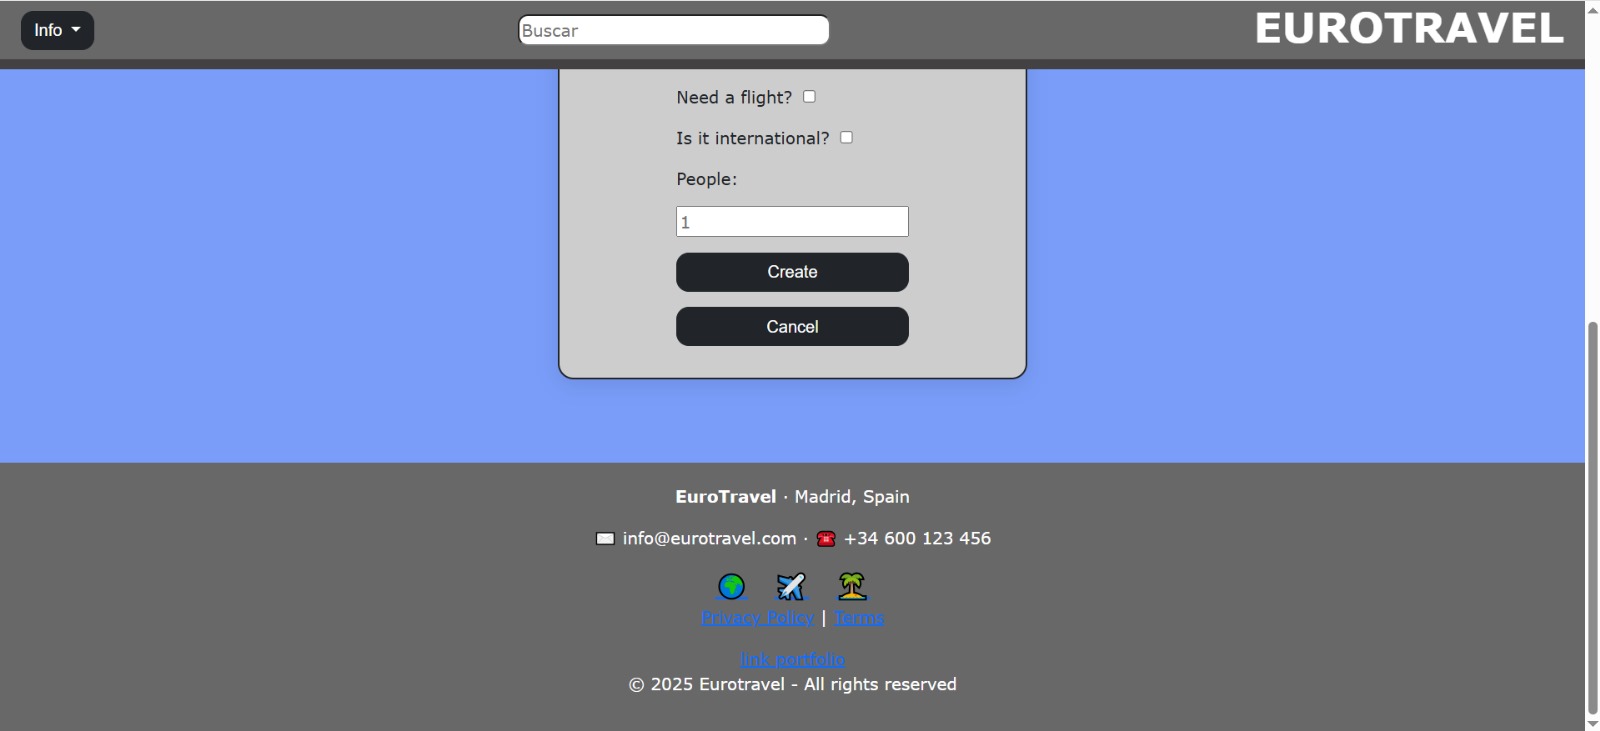 Info
Buscar
EUROTRAVEL
Need a flight?
Is it international?
People:
1
Create
Cancel
EuroTravel · Madrid, Spain
info@eurotravel.com · +34 600 123 456
Privacy Policy | Terms
link portfolio
© 2025 Eurotravel - All rights reserved